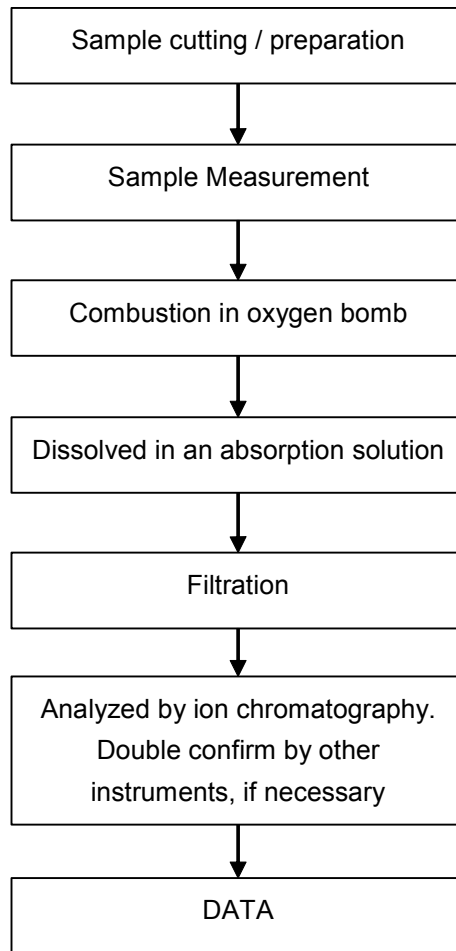 Sample cutting / preparation
Sample Measurement
Combustion in oxygen bomb
Dissolved in an absorption solution
Filtration
Analyzed by ion chromatography.
Double confirm by other
instruments, if necessary
DATA